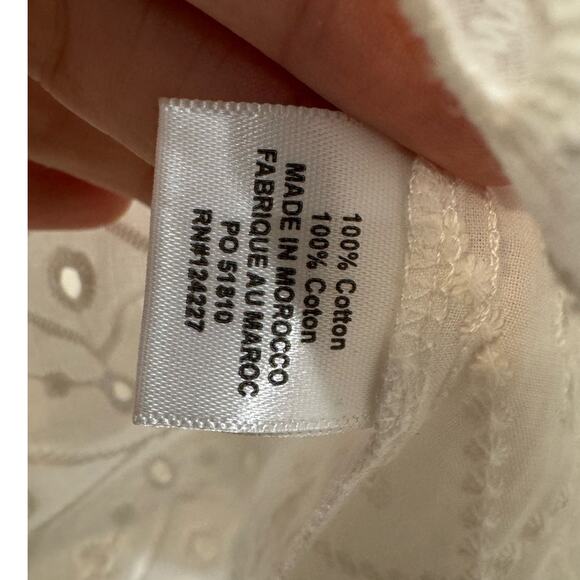 100% Cotton
100% Coton
MADE IN MOROCCO
FABRIQUE AU MAROC
PO 51810
RN#124227